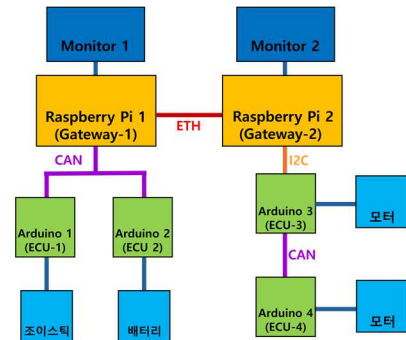 Monitor 1
Monitor 2
Raspberry Pi 1
(Gateway-1)
ETH
Raspberry Pi 2
(Gateway-2)
CAN
I2C
Arduino 1
(ECU-1)
Arduino 2
(ECU 2)
Arduino 3
(ECU-3)
모터
CAN
조이스틱
배터리
Arduino 4
(ECU-4)
모터